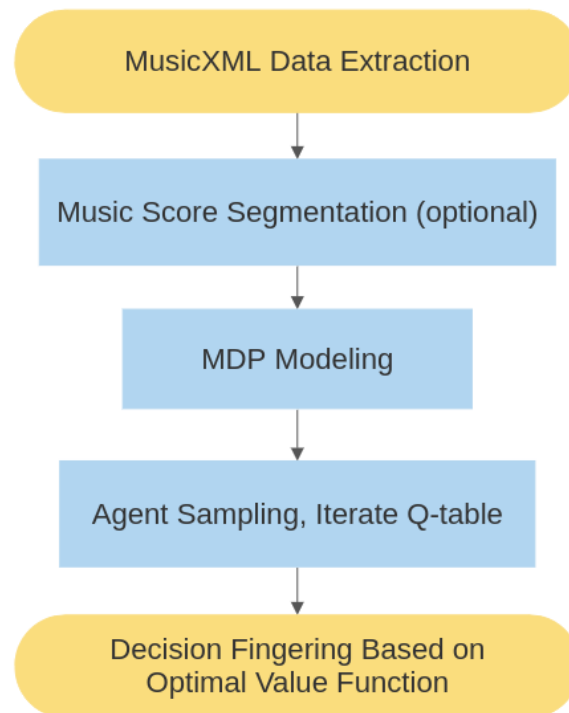 MusicXML Data Extraction
Music Score Segmentation (optional)
MDP Modeling
Agent Sampling, Iterate Q-table
Decision Fingering Based on
Optimal Value Function